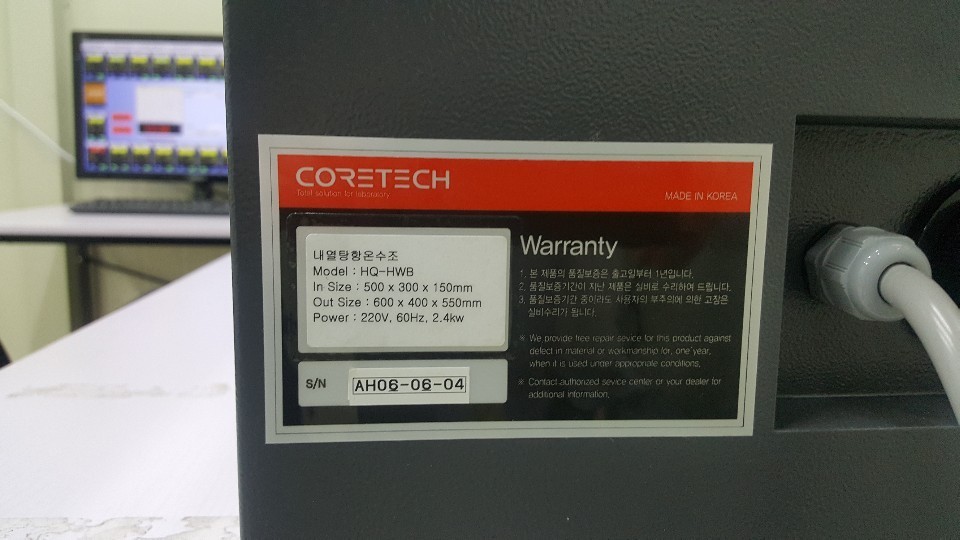 CORETECH
Total solution for laboratory
MADE IN KOREA
내열탕항온수조
Model : HQ-HWB
In Size : 500 x 300 x 150mm
Out Size : 600 x 400 x 550mm
Power : 220V, 60Hz, 2.4kw
S/N
AH06-06-04
Warranty
1. 본 제품의 품질보증은 출고일부터 1년입니다.
2. 품질보증기간이 지난 제품은 실비로 수리하여 드립니다.
3. 품질보증기간 중이라도 사용자의 부주의에 의한 고장은
실비수리가 됩니다.
※ We provide free repair sevice for this product against
defect in material or workmanship for, one'year,
when it is used under appropriate conditions.
※ Contact authorized sevice center or your dealer for
additional information.